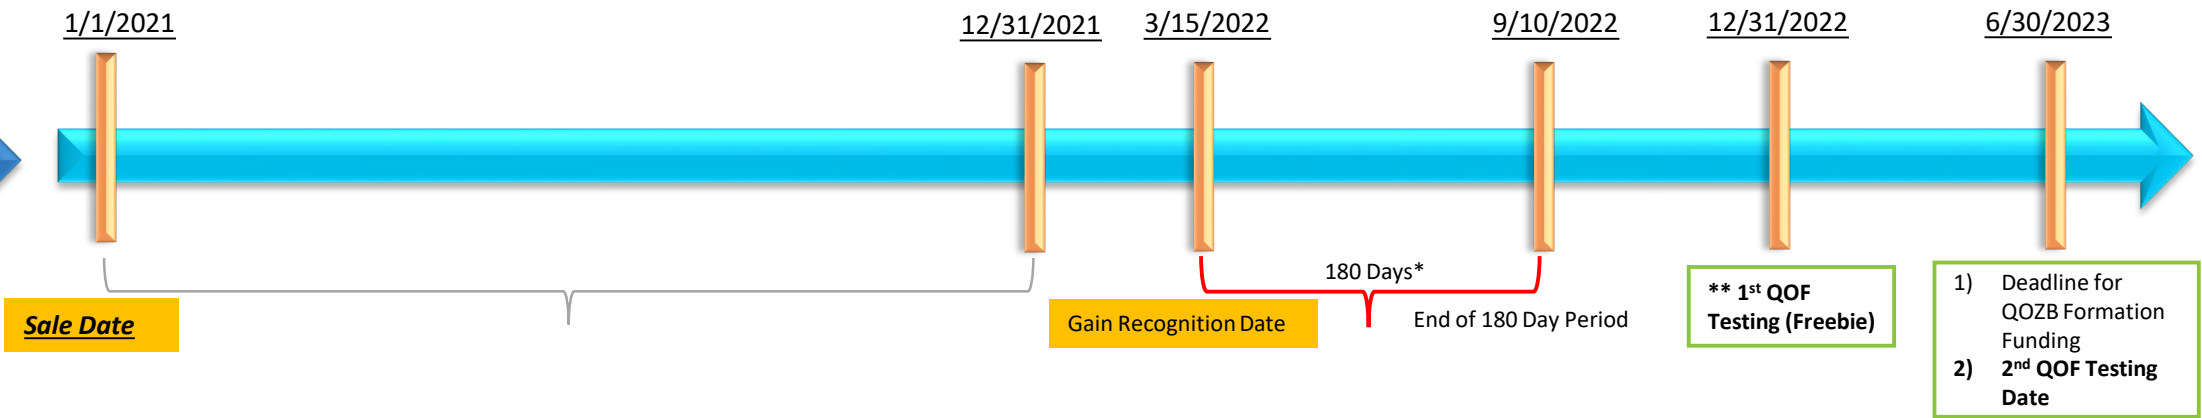 1/1/2021
12/31/2021
3/15/2022
9/10/2022
12/31/2022
6/30/2023
180 Days*
Sale Date
Gain Recognition Date
End of 180 Day Period
** 1st QOF
Testing (Freebie)
1) Deadline for
QOZB Formation
Funding
2) 2nd QOF Testing
Date